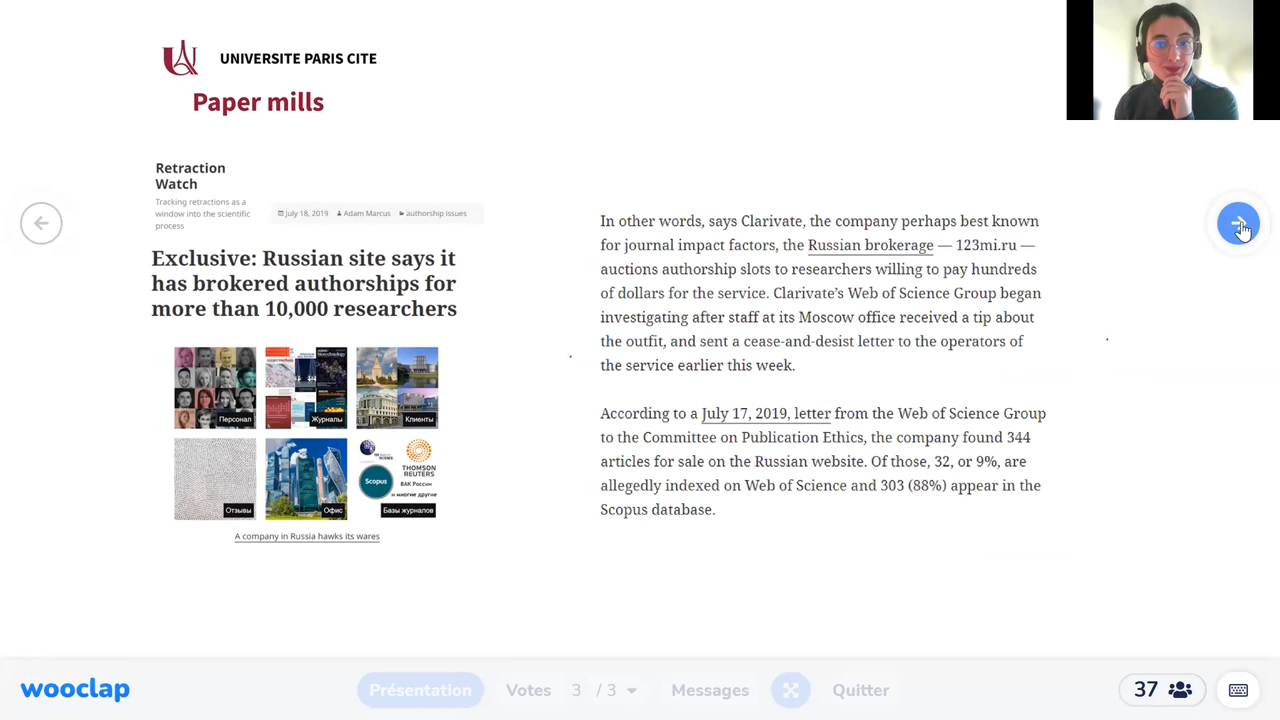 UNIVERSITE PARIS CITE
Paper mills
Retraction
Watch
Tracking retractions as a
window into the scientific
process
July 18, 2019 Adam Marcus authorship issues
Exclusive: Russian site says it
has brokered authorships for
more than 10,000 researchers
Персонал
Журналы
Клиенты
Отзывы
Офис
Scopus
THOMSON
REUTERS
ВАК России
и многие другие
Базы журналов
A company in Russia hawks its wares
In other words, says Clarivate, the company perhaps best known
for journal impact factors, the Russian brokerage — 123mi.ru —
auctions authorship slots to researchers willing to pay hundreds
of dollars for the service. Clarivate’s Web of Science Group began
investigating after staff at its Moscow office received a tip about
the outfit, and sent a cease-and-desist letter to the operators of
the service earlier this week.
According to a July 17, 2019, letter from the Web of Science Group
to the Committee on Publication Ethics, the company found 344
articles for sale on the Russian website. Of those, 32, or 9%, are
allegedly indexed on Web of Science and 303 (88%) appear in the
Scopus database.
wooclap
Présentation Votes 3 / 3 Messages Quitter 37